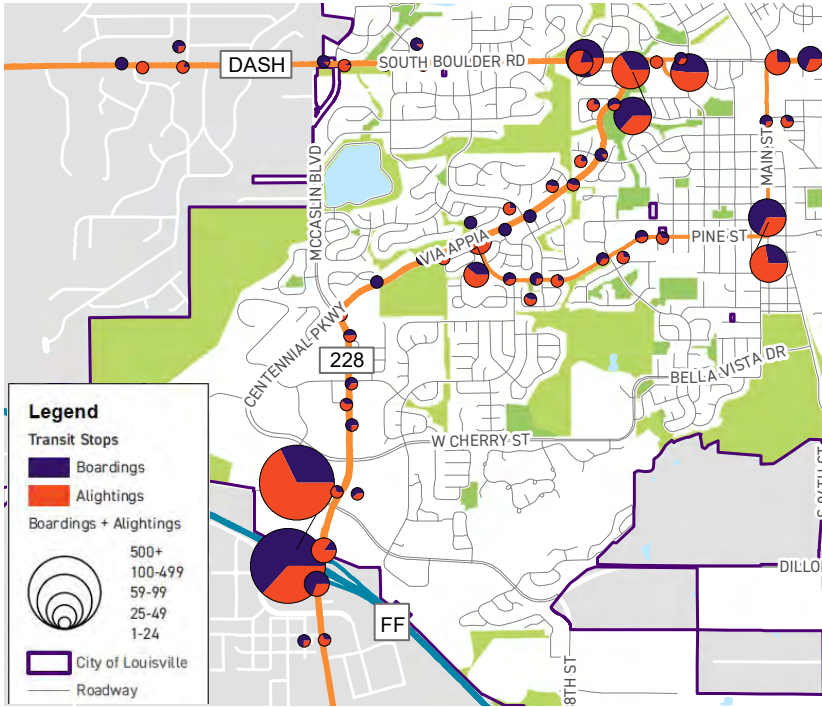 DASH
SOUTH BOULDER RD
MCCASLIN BLVD
MAIN ST
VIA APPIA
PINE ST
CENTENNIAL PKWY
228
BELLA VISTA DR
W CHERRY ST
Legend
Transit Stops
Boardings
Alightings
Boardings + Alightings
500+
100-499
59-99
25-49
1-24
City of Louisville
Roadway
DILLO
FF